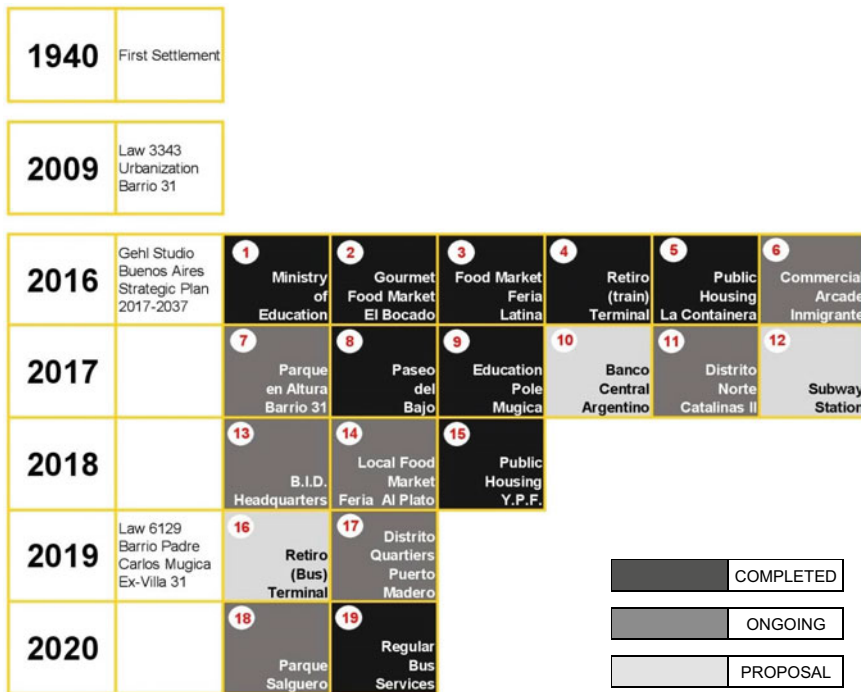 1940
First Settlement
2009
Law 3343
Urbanization
Barrio 31
2016
Gehl Studio
Buenos Aires
Strategic Plan
2017-2037
1
Ministry
of
Education
2
Gourmet
Food Market
El Bocado
3
Food Market
Feria
Latina
4
Retiro
(train)
Terminal
5
Public
Housing
La Containera
6
Commercial
Arcade
Inmigrante
2017
7
Parque
en Altura
Barrio 31
8
Paseo
del
Bajo
9
Education
Pole
Mugica
10
Banco
Central
Argentino
11
Distrito
Norte
Catalinas II
12
Subway
Station
2018
13
B.I.D.
Headquarters
14
Local Food
Market
Feria Al Plato
15
Public
Housing
Y.P.F.
2019
Law 6129
Barrio Padre
Carlos Mugica
Ex-Villa 31
16
Retiro
(Bus)
Terminal
17
Distrito
Quartiers
Puerto
Madero
2020
18
Parque
Salguero
19
Regular
Bus
Services
COMPLETED
ONGOING
PROPOSAL